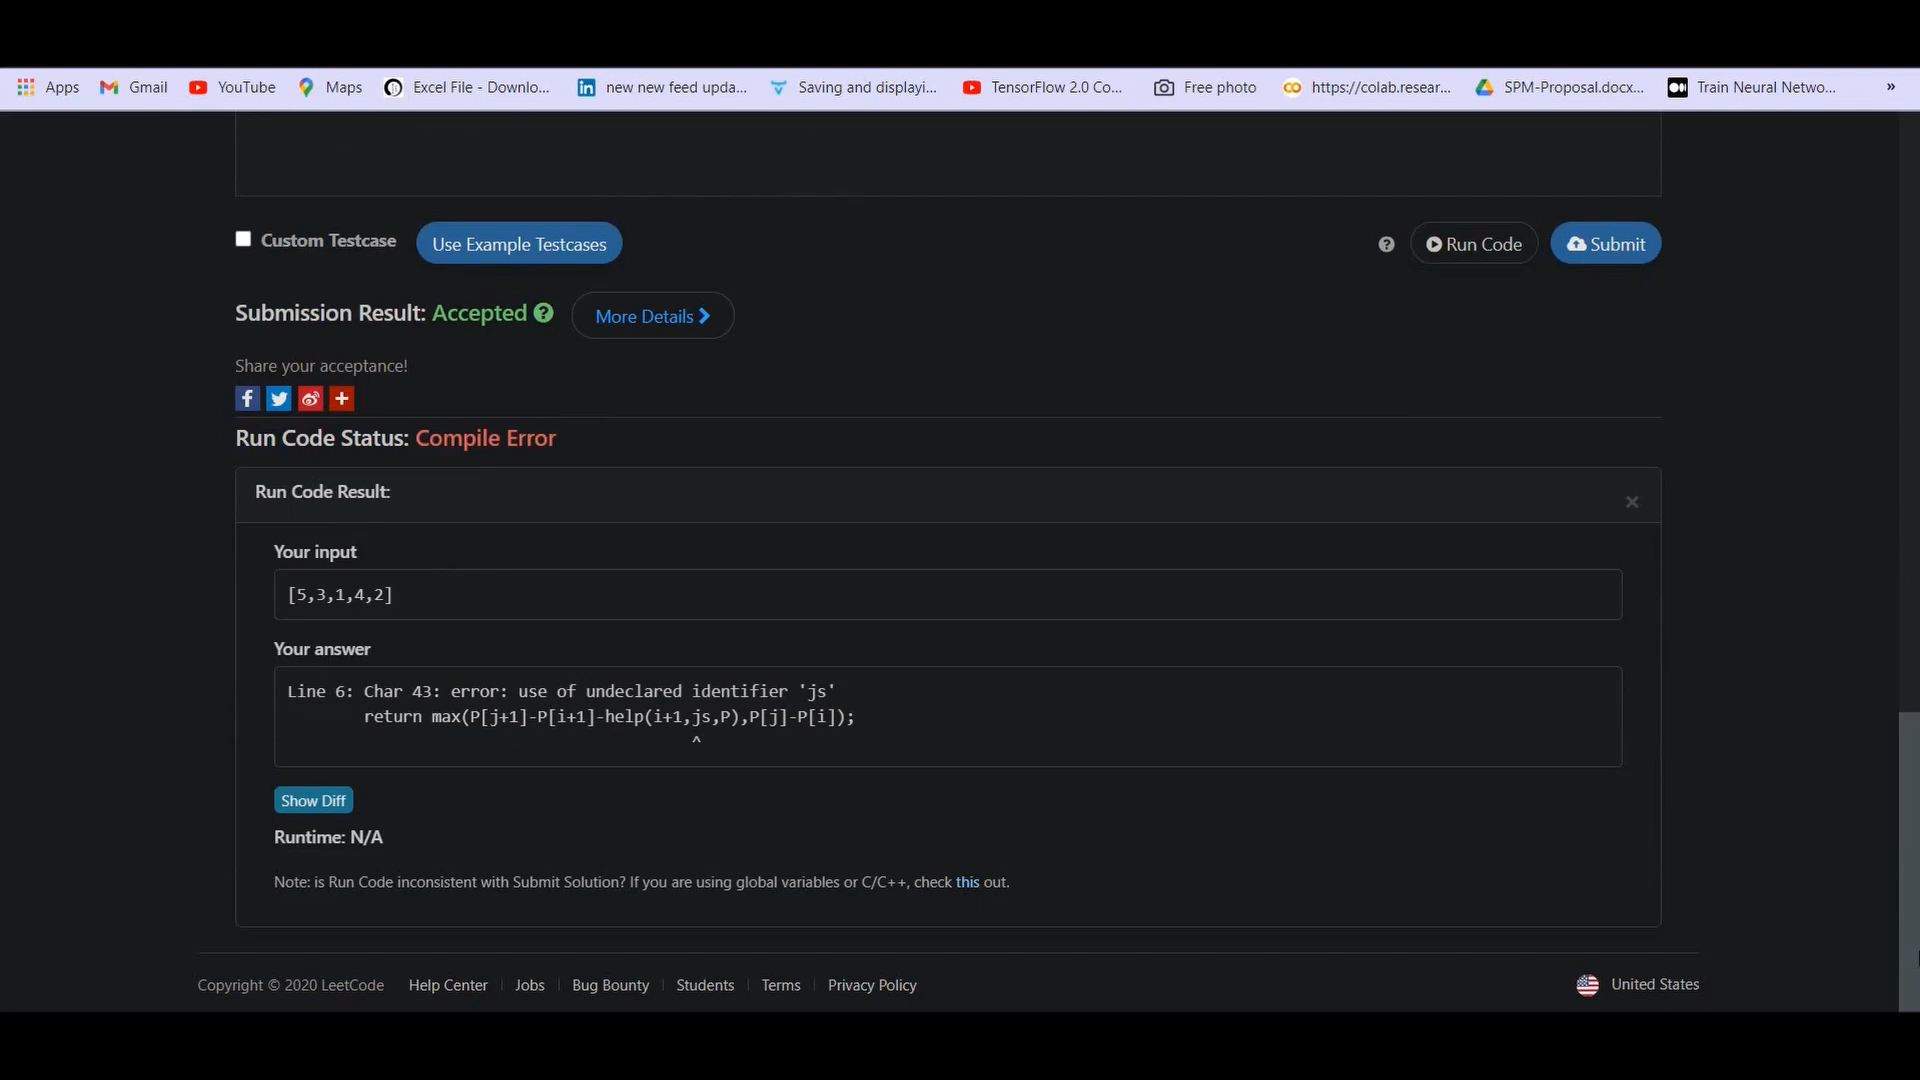 Apps Gmail YouTube Maps Excel File - Downlo... new new feed upda... Saving and displayi... TensorFlow 2.0 Co... Free photo https://colab.resear... SPM-Proposal.docx... Train Neural Netwo... »
Custom Testcase Use Example Testcases ? Run Code Submit
Submission Result: Accepted ? More Details
Share your acceptance!
Run Code Status: Compile Error
Run Code Result: ×
Your input
[5,3,1,4,2]
Your answer
Line 6: Char 43: error: use of undeclared identifier 'js'
return max(P[j+1]-P[i+1]-help(i+1,js,P),P[j]-P[i]);
^
Show Diff
Runtime: N/A
Note: is Run Code inconsistent with Submit Solution? If you are using global variables or C/C++, check this out.
Copyright © 2020 LeetCode Help Center Jobs Bug Bounty Students Terms Privacy Policy United States